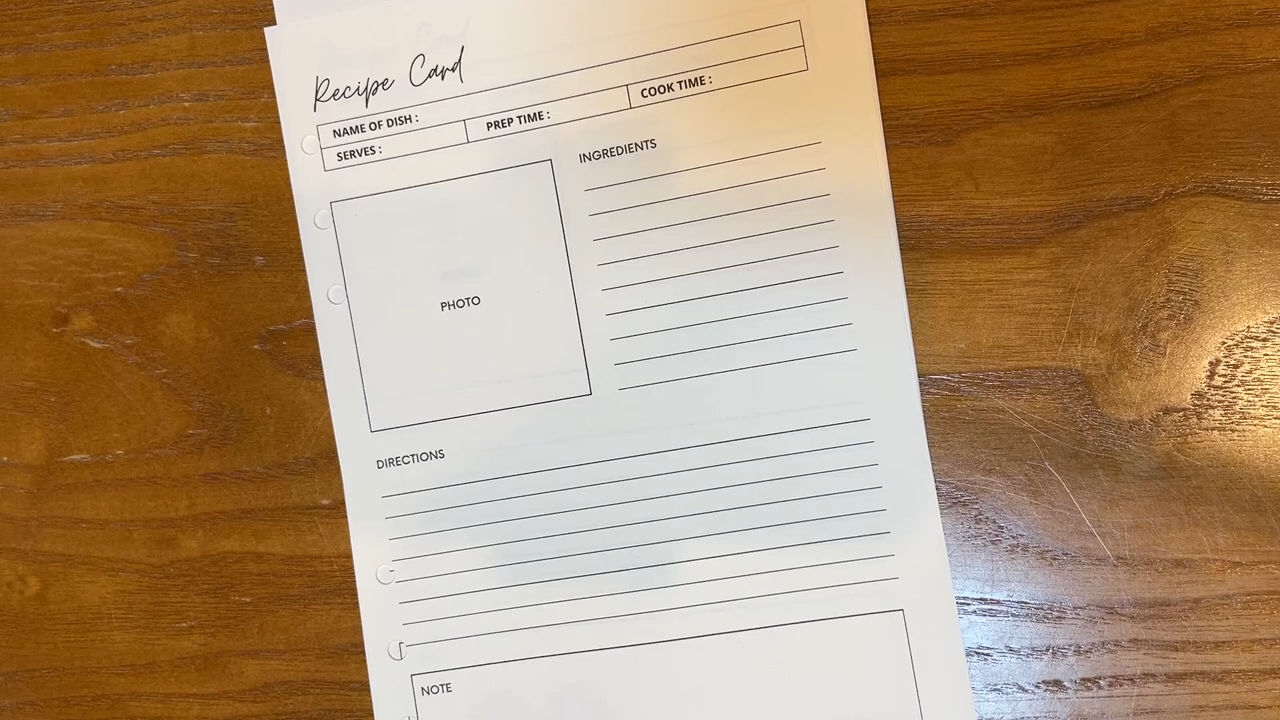 Recipe Card
NAME OF DISH :
SERVES : PREP TIME : COOK TIME :
INGREDIENTS
PHOTO
DIRECTIONS
NOTE